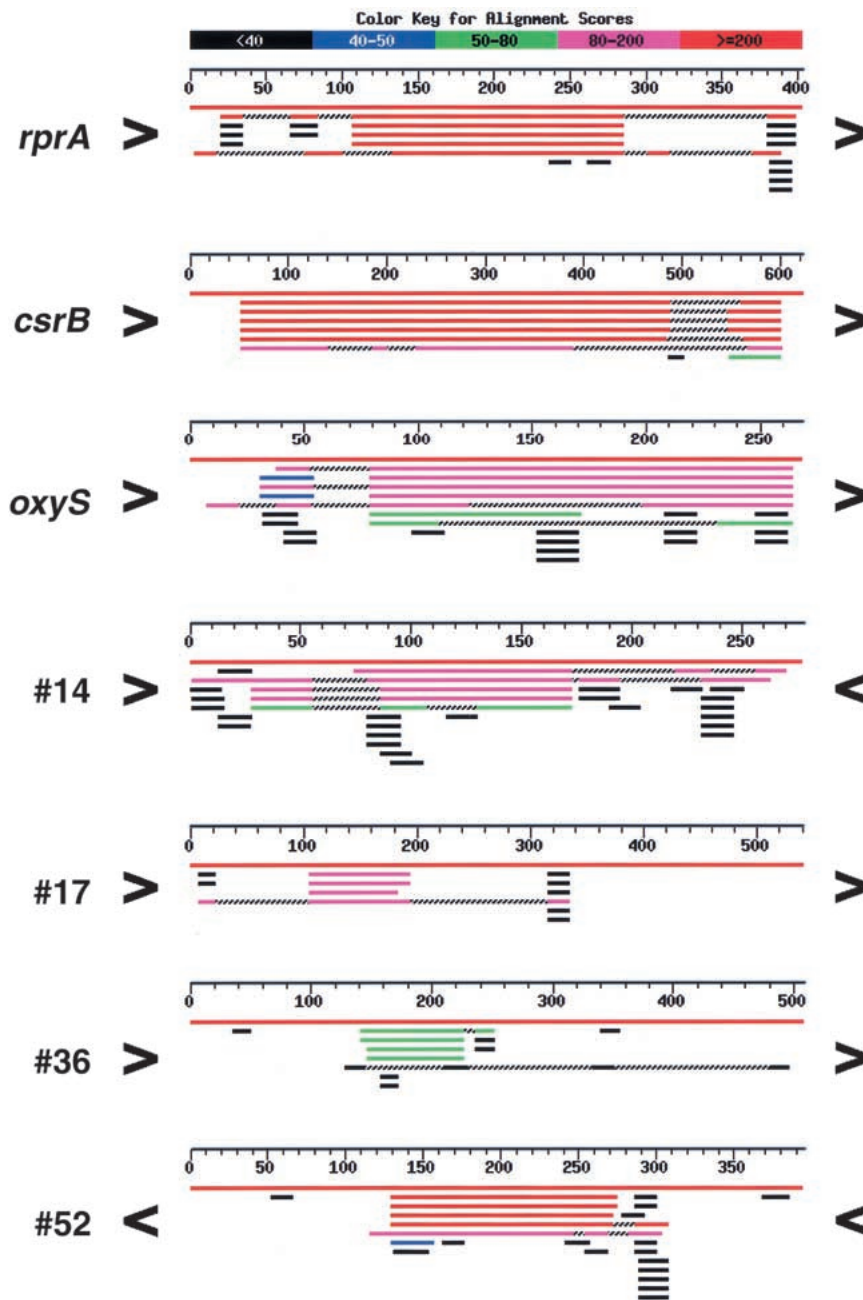 Color Key for Alignment Scores
<40 40-50 50-80 80-200 >=200
0 50 100 150 200 250 300 350 400
rprA > >
0 100 200 300 400 500 600
csrB > >
0 50 100 150 200 250
oxyS > >
0 50 100 150 200 250
#14 > <
0 100 200 300 400 500
#17 > >
0 100 200 300 400 500
#36 > >
0 50 100 150 200 250 300 350
#52 < <